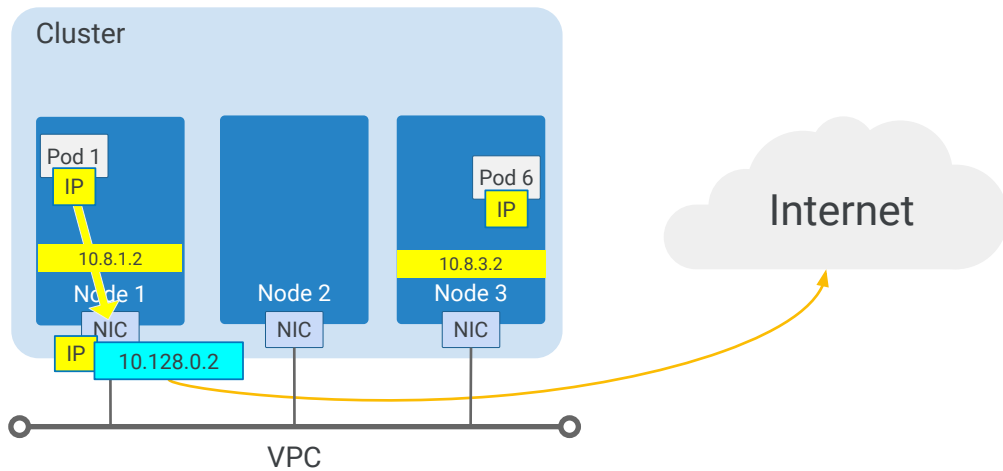 Cluster
Pod 1
IP
10.8.1.2
Node 1
NIC
IP
10.128.0.2
Node 2
NIC
Pod 6
IP
10.8.3.2
Node 3
NIC
Internet
VPC